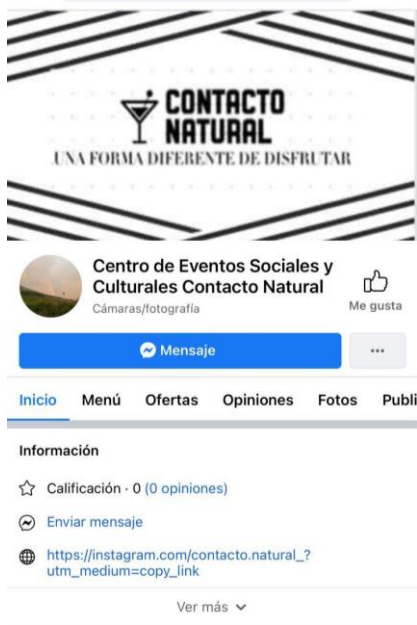 CONTACTO
NATURAL
UNA FORMA DIFERENTE DE DISFRUTAR
Centro de Eventos Sociales y
Culturales Contacto Natural
Cámaras/fotografía
Me gusta
Mensaje
...
Inicio Menú Ofertas Opiniones Fotos Publi
Información
Calificación · 0 (0 opiniones)
Enviar mensaje
https://instagram.com/contacto.natural_?
utm_medium=copy_link
Ver más